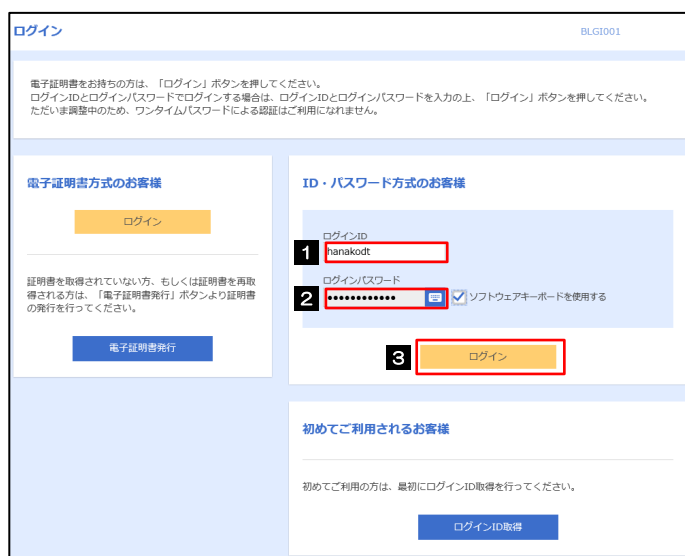 ログイン
BLGI001
電子証明書をお持ちの方は、「ログイン」ボタンを押してください。
ログインIDとログインパスワードでログインする場合は、ログインIDとログインパスワードを入力の上、「ログイン」ボタンを押してください。
ただいま調整中のため、ワンタイムパスワードによる認証はご利用になれません。
電子証明書方式のお客様
ログイン
証明書を取得されていない方、もしくは証明書を再取
得される方は、「電子証明書発行」ボタンより証明書
の発行を行ってください。
電子証明書発行
ID・パスワード方式のお客様
ログインID
1 hanakodt
ログインパスワード
2 ●●●●●●●●●●●● ソフトウェアキーボードを使用する
3 ログイン
初めてご利用されるお客様
初めてご利用の方は、最初にログインID取得を行ってください。
ログインID取得